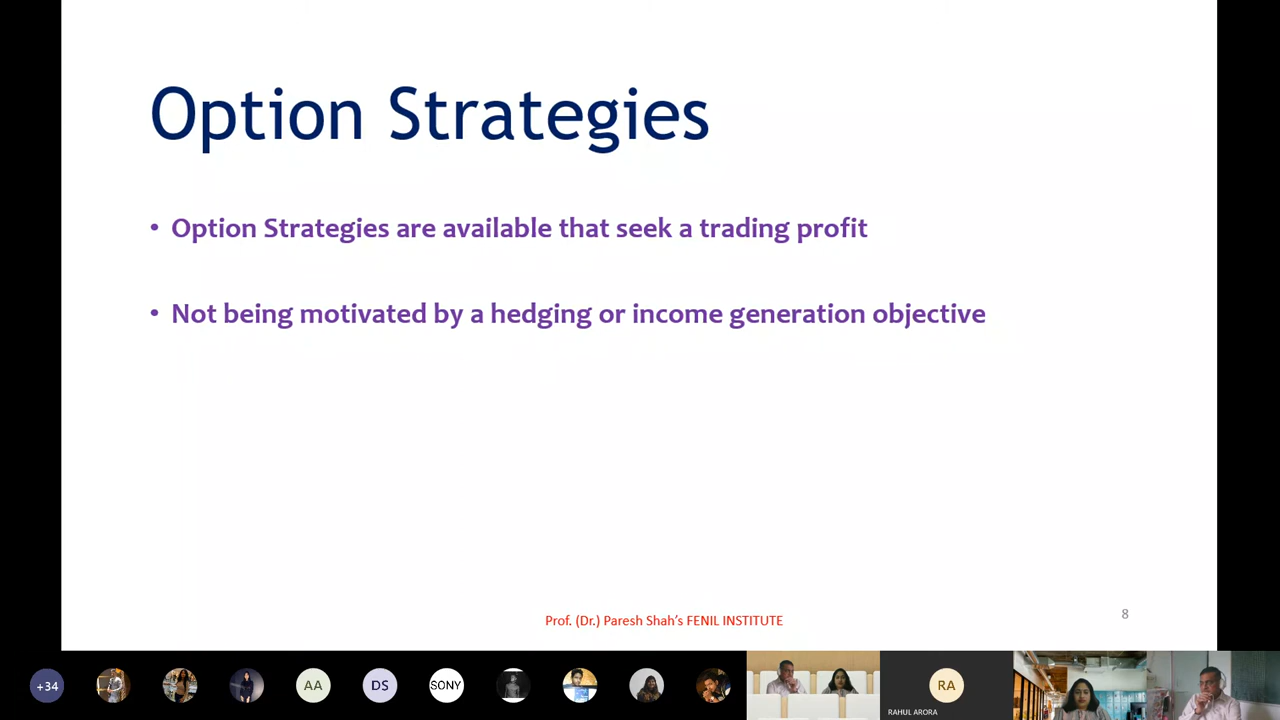 Option Strategies
• Option Strategies are available that seek a trading profit
• Not being motivated by a hedging or income generation objective
Prof. (Dr.) Paresh Shah's FENIL INSTITUTE
8
+34
AA
DS
SONY
RA
RAHUL ARORA